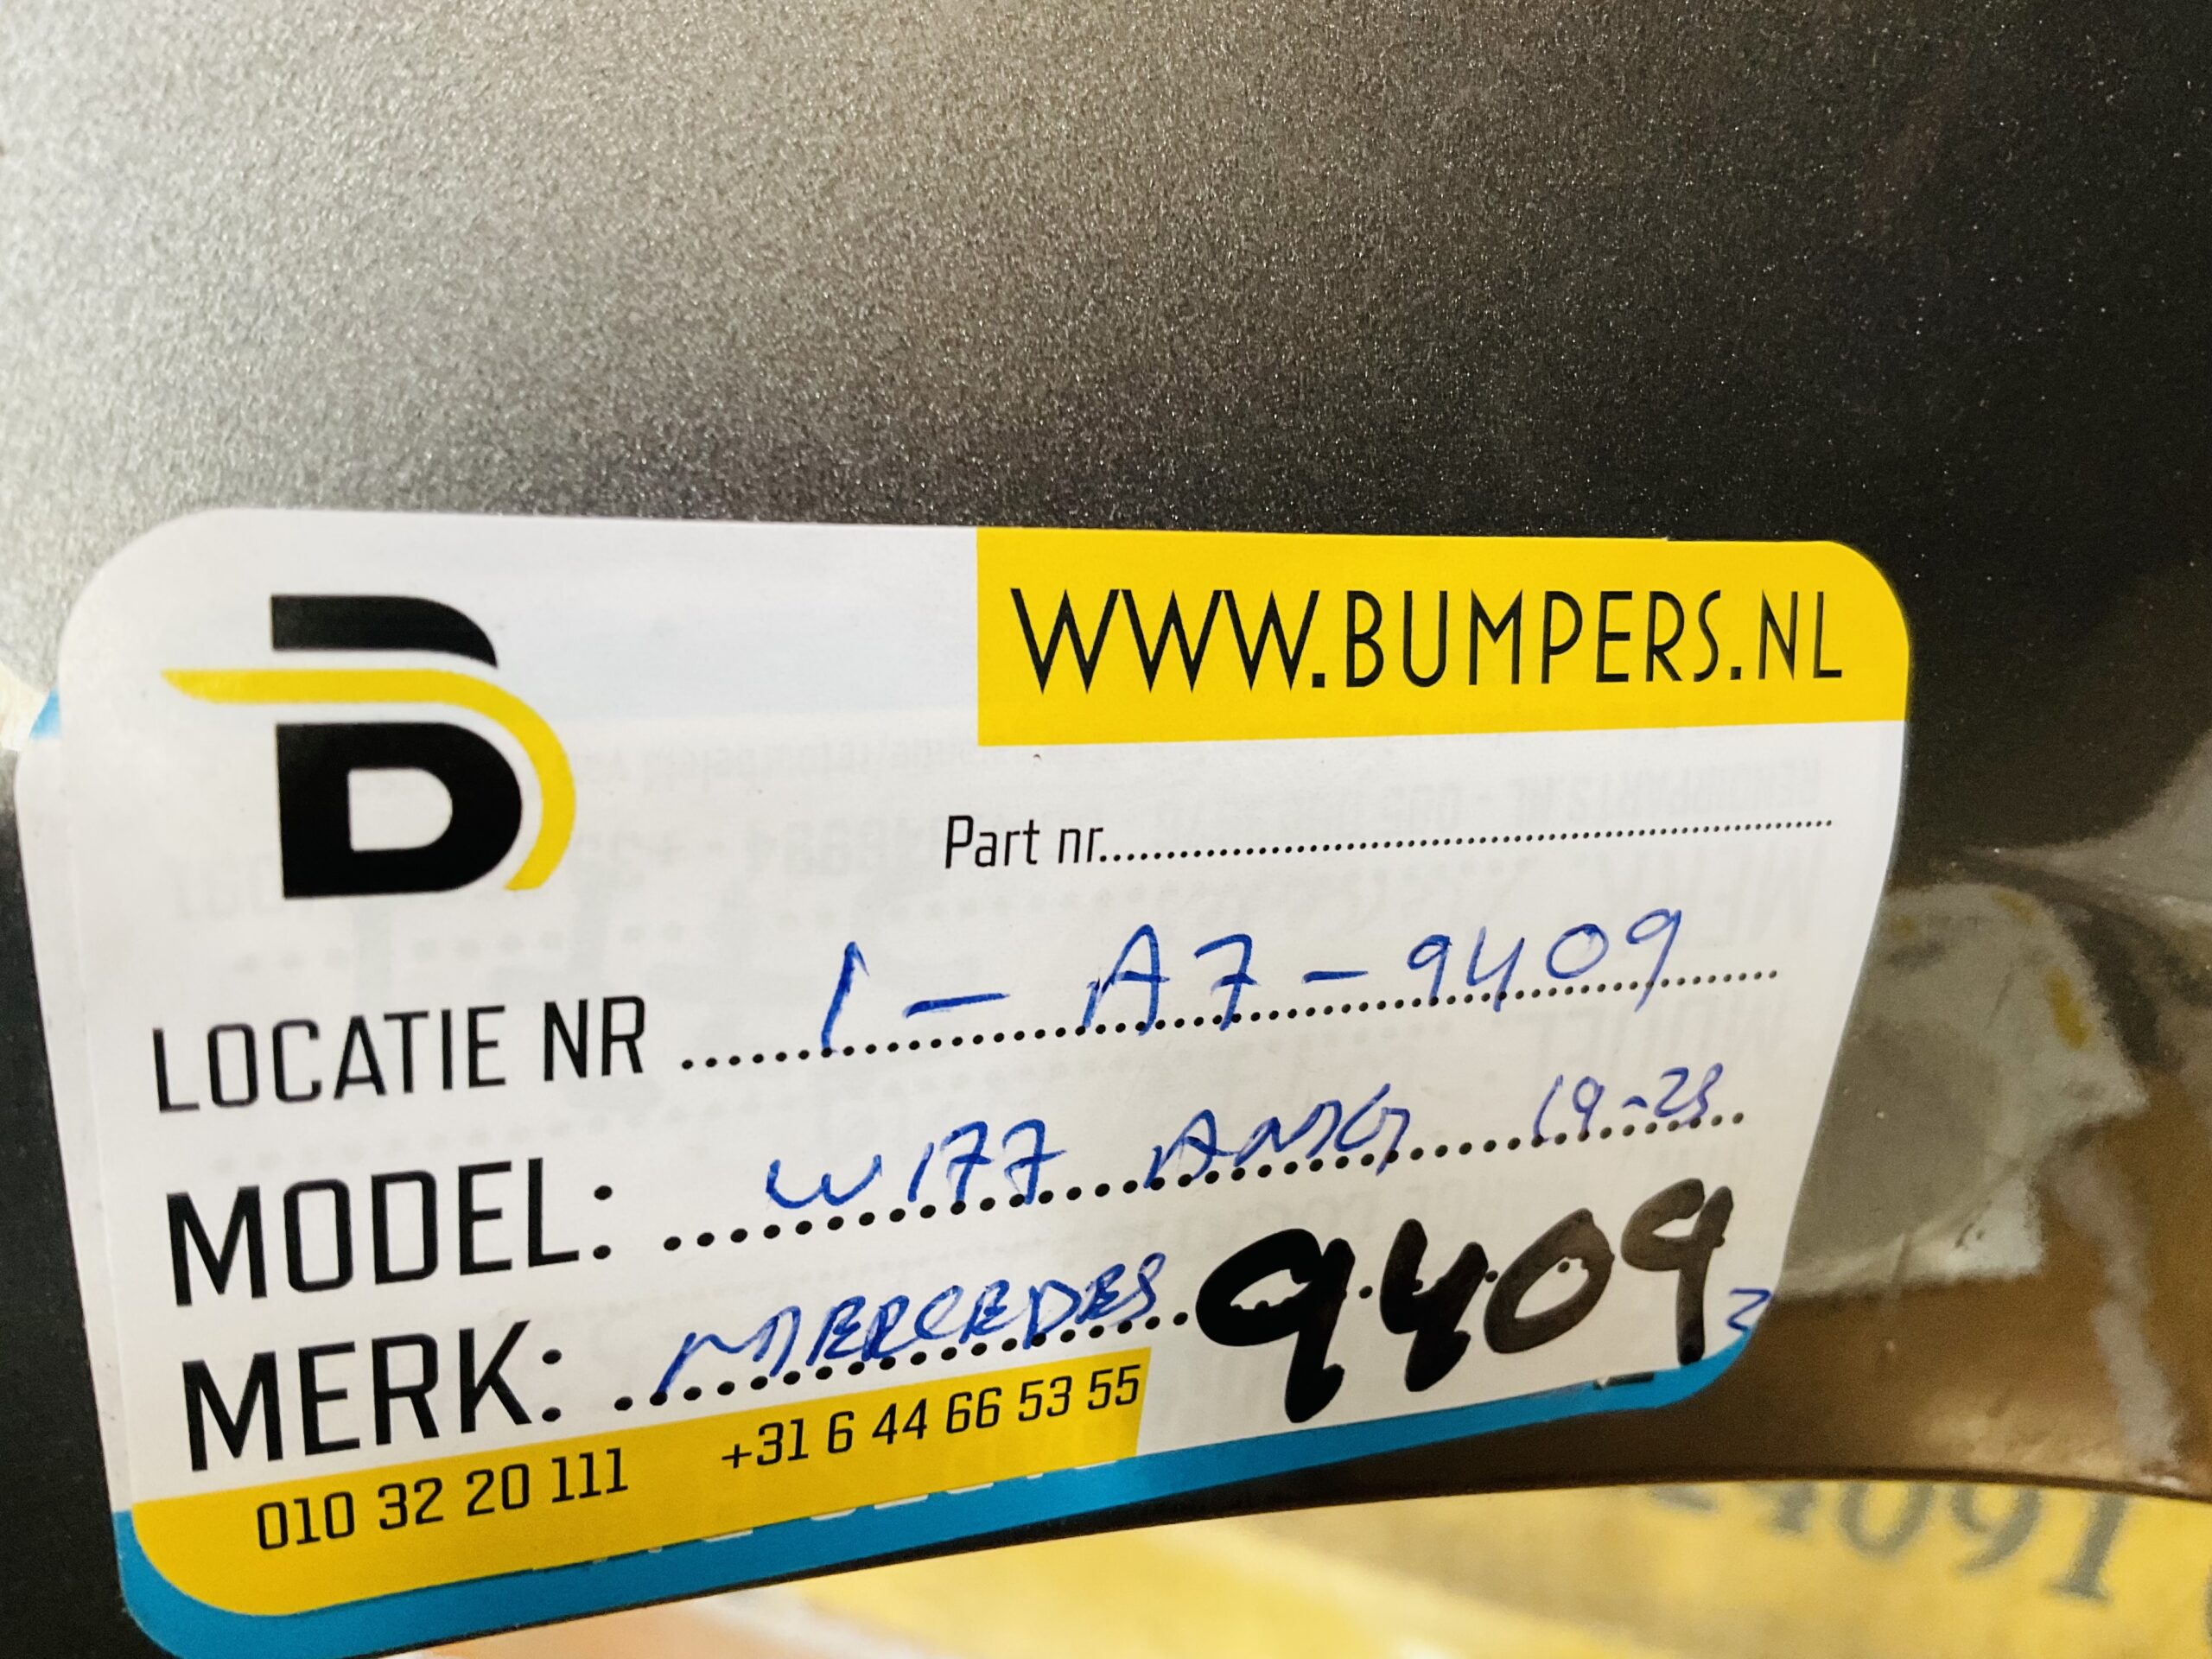 B
WWW.BUMPERS.NL
Part nr..........
LOCATIE NR 1 - A7 - 9409
MODEL: W177 AMG 19-23
MERK: MERCEDES 9409
010 32 20 111 +31 6 44 66 53 55